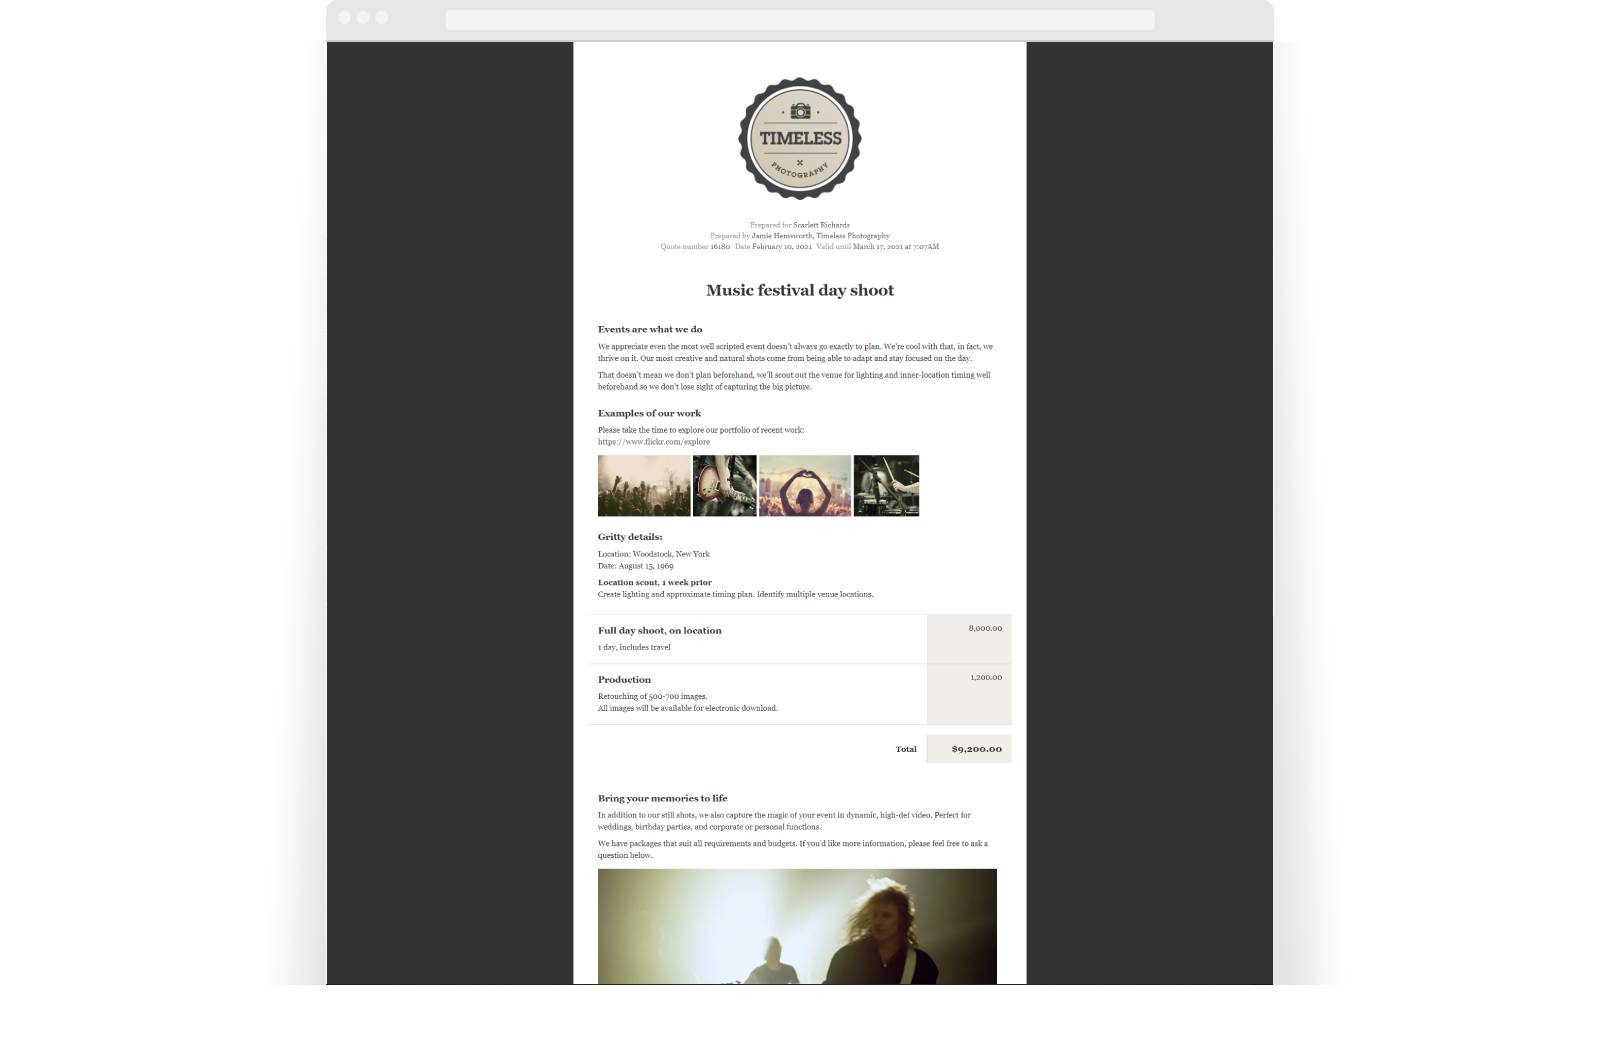 TIMELESS
PHOTOGRAPHY
Prepared for Scarlett Richards
Prepared by Jamie Hemsworth, Timeless Photography
Quote number 16180 Date February 10, 2021 Valid until March 17, 2021 at 7:07AM
Music festival day shoot
Events are what we do
We appreciate even the most well scripted event doesn't always go exactly to plan. We're cool with that, in fact, we
thrive on it. Our most creative and natural shots come from being able to adapt and stay focused on the day.
That doesn't mean we don't plan beforehand, we'll scout out the venue for lighting and inner-location timing well
beforehand so we don't lose sight of capturing the big picture.
Examples of our work
Please take the time to explore our portfolio of recent work:
https://www.flickr.com/explore
Gritty details:
Location: Woodstock, New York
Date: August 15, 1969
Location scout, 1 week prior
Create lighting and approximate timing plan. Identify multiple venue locations.
Full day shoot, on location 8,000.00
1 day, includes travel
Production 1,200.00
Retouching of 500-700 images.
All images will be available for electronic download.
Total $9,200.00
Bring your memories to life
In addition to our still shots, we also capture the magic of your event in dynamic, high-def video. Perfect for
weddings, birthday parties, and corporate or personal functions.
We have packages that suit all requirements and budgets. If you'd like more information, please feel free to ask a
question below.